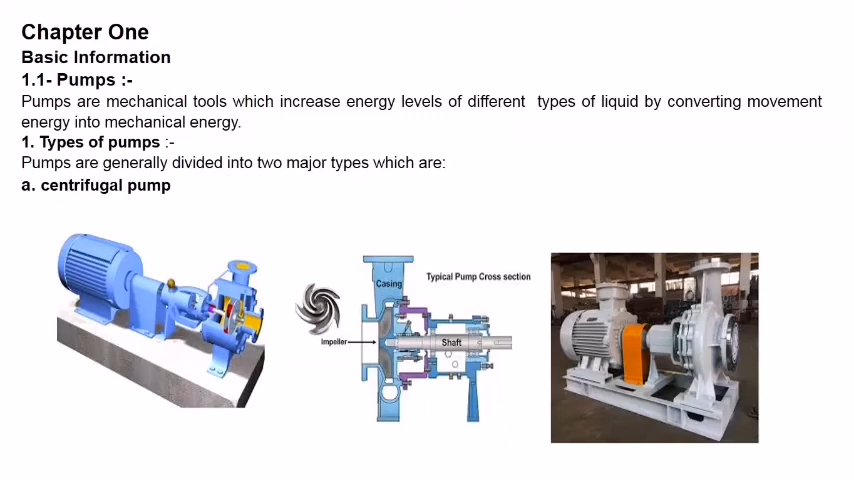 Chapter One
Basic Information
1.1- Pumps :-
Pumps are mechanical tools which increase energy levels of different types of liquid by converting movement
energy into mechanical energy.
1. Types of pumps :-
Pumps are generally divided into two major types which are:
a. centrifugal pump
Typical Pump Cross section
Casing
Impeller
Shaft